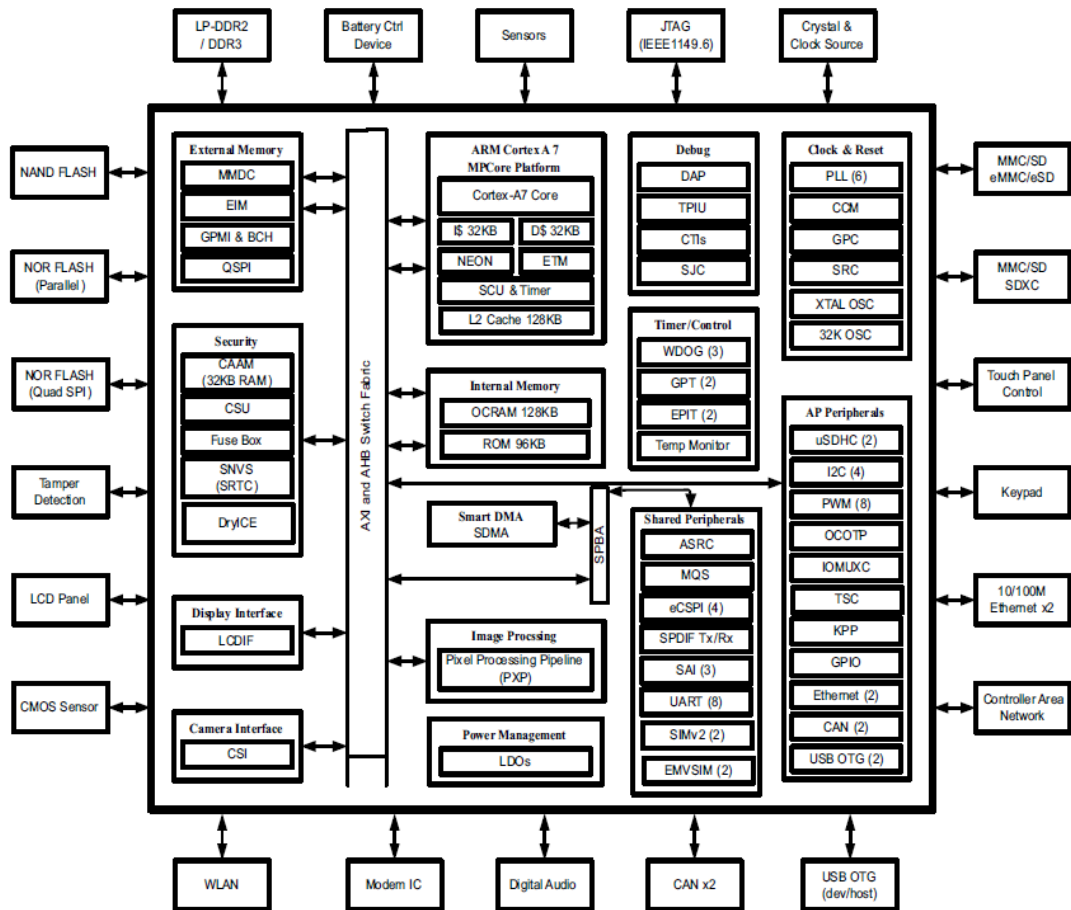 LP-DDR2
/ DDR3
Battery Ctrl
Device
Sensors
JTAG
(IEEE1149.6)
Crystal &
Clock Source
NAND FLASH
NOR FLASH
(Parallel)
NOR FLASH
(Quad SPI)
Tamper
Detection
LCD Panel
CMOS Sensor
External Memory
MMDC
EIM
GPMI & BCH
QSPI
Security
CAAM
(32KB RAM)
CSU
Fuse Box
SNVS
(SRTC)
DryICE
Display Interface
LCDIF
Camera Interface
CSI
AXI and AHB Switch Fabric
ARM Cortex A 7
MPCore Platform
Cortex-A7 Core
I$ 32KB
D$ 32KB
NEON
ETM
SCU & Timer
L2 Cache 128KB
Internal Memory
OCRAM 128KB
ROM 96KB
Smart DMA
SDMA
SPBA
Image Procssing
Pixel Processing Pipeline
(PXP)
Power Management
LDOs
Debug
DAP
TPIU
CTIs
SJC
Timer/Control
WDOG (3)
GPT (2)
EPIT (2)
Temp Monitor
Shared Peripherals
ASRC
MQS
eCSPI (4)
SPDIF Tx/Rx
SAI (3)
UART (8)
SIMv2 (2)
EMVSIM (2)
Clock & Reset
PLL (6)
CCM
GPC
SRC
XTAL OSC
32K OSC
AP Peripherals
uSDHC (2)
I2C (4)
PWM (8)
OCOTP
IOMUXC
TSC
KPP
GPIO
Ethernet (2)
CAN (2)
USB OTG (2)
MMC/SD
eMMC/eSD
MMC/SD
SDXC
Touch Panel
Control
Keypad
10/100M
Ethernet x2
Controller Area
Network
WLAN
Modem IC
Digital Audio
CAN x2
USB OTG
(dev/host)